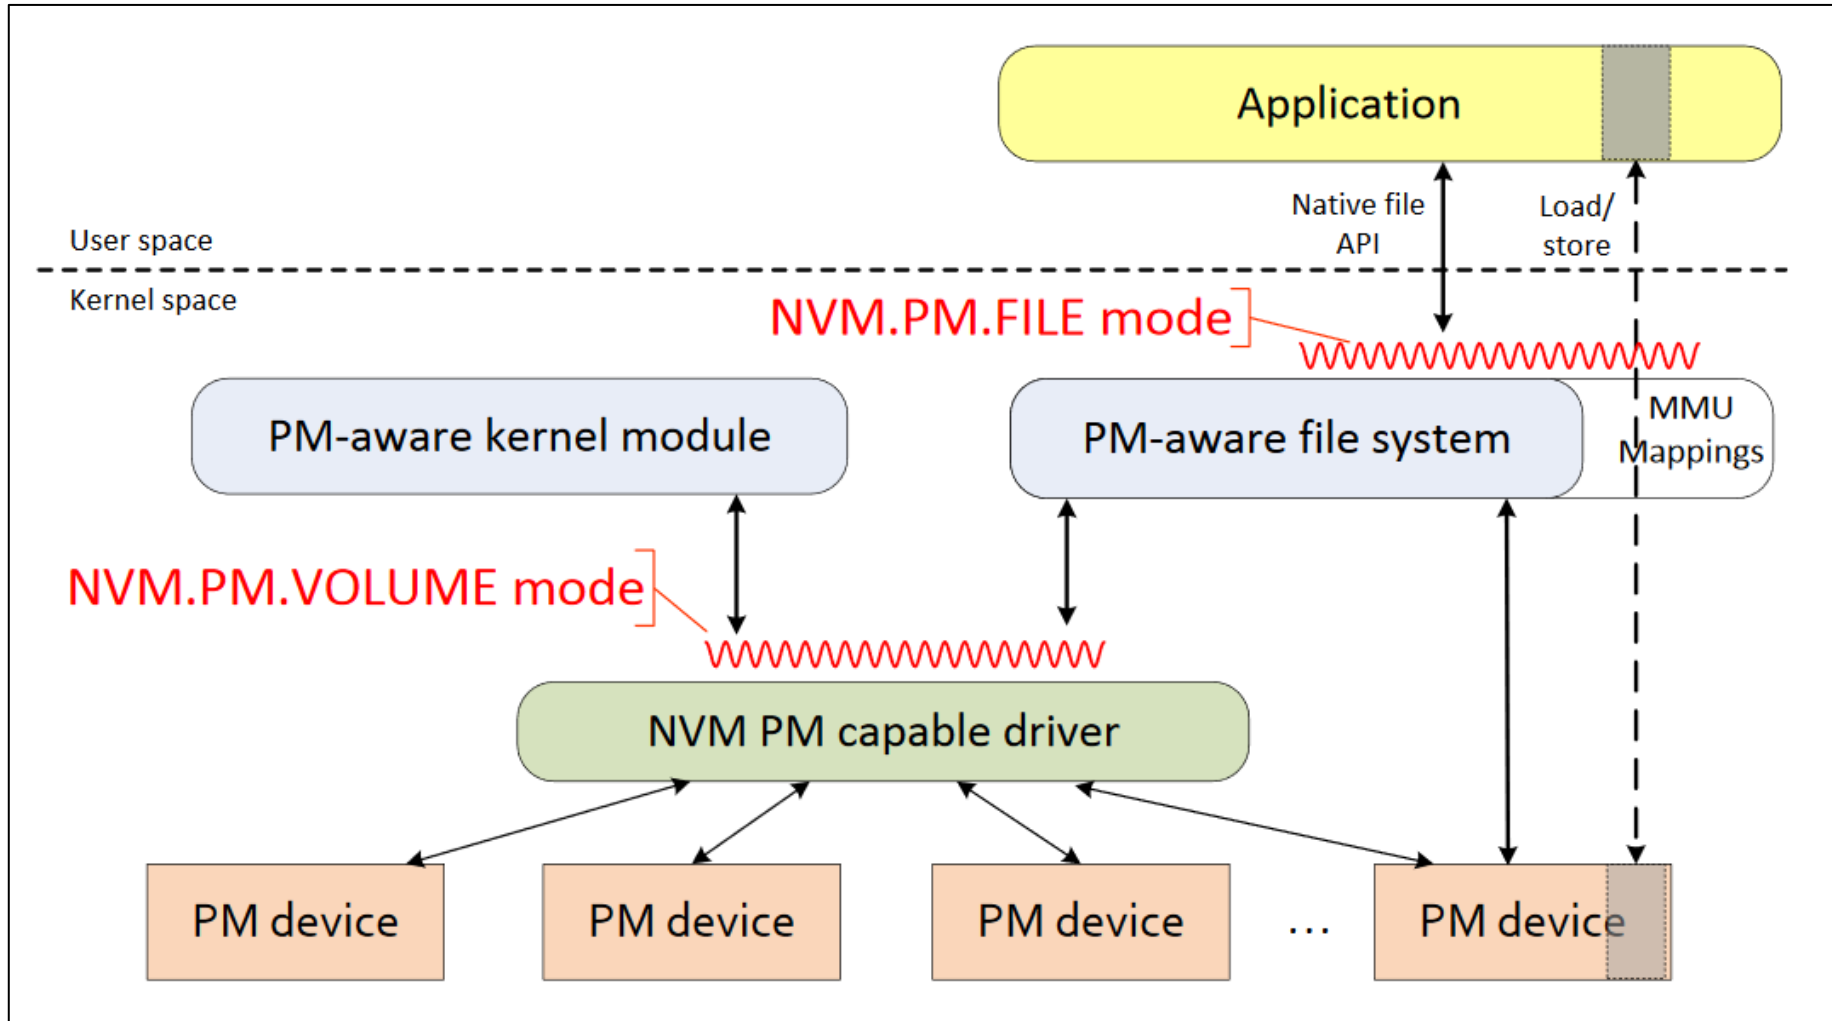 Application
Native file
API
Load/
store
User space
Kernel space
NVM.PM.FILE mode
PM-aware kernel module
PM-aware file system
MMU
Mappings
NVM.PM.VOLUME mode
NVM PM capable driver
PM device
PM device
PM device
...
PM device